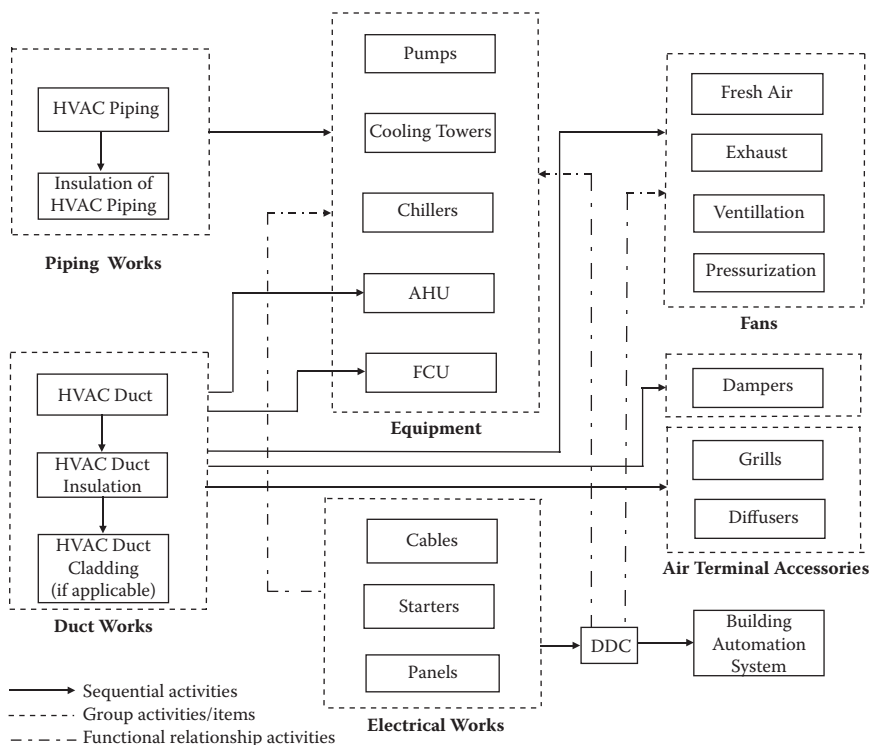 HVAC Piping
Insulation of
HVAC Piping
Piping Works
HVAC Duct
HVAC Duct
Insulation
HVAC Duct
Cladding
(if applicable)
Duct Works
Pumps
Cooling Towers
Chillers
AHU
FCU
Equipment
Cables
Starters
Panels
Electrical Works
Fresh Air
Exhaust
Ventillation
Pressurization
Fans
Dampers
Grills
Diffusers
Air Terminal Accessories
DDC
Building
Automation
System
Sequential activities
Group activities/items
Functional relationship activities